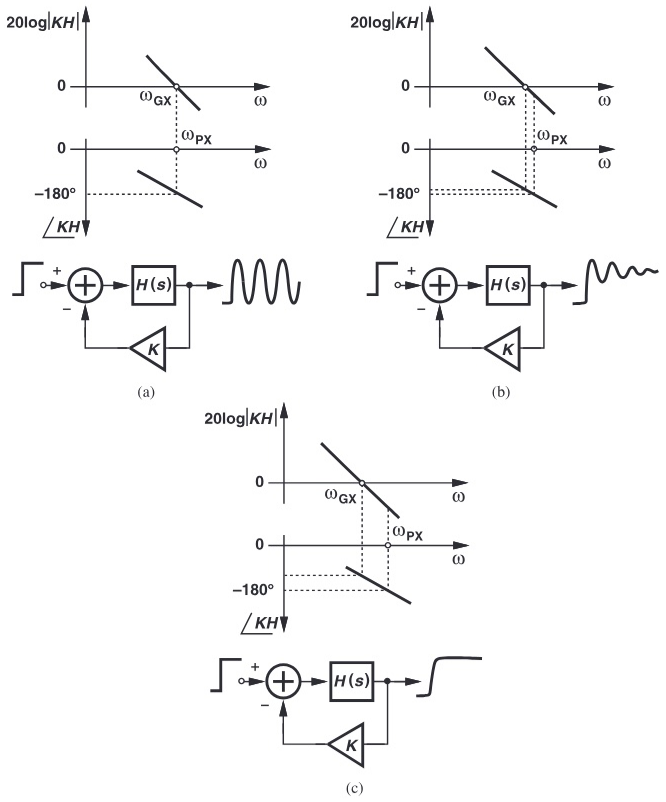 20log|KH|
0
ωGX
ω
0
ωPX
ω
–180°
∠KH
+
–
H(s)
K
(a)
20log|KH|
0
ωGX
ω
0
ωPX
ω
–180°
∠KH
+
–
H(s)
K
(b)
20log|KH|
0
ωGX
ω
0
ωPX
ω
–180°
∠KH
+
–
H(s)
K
(c)